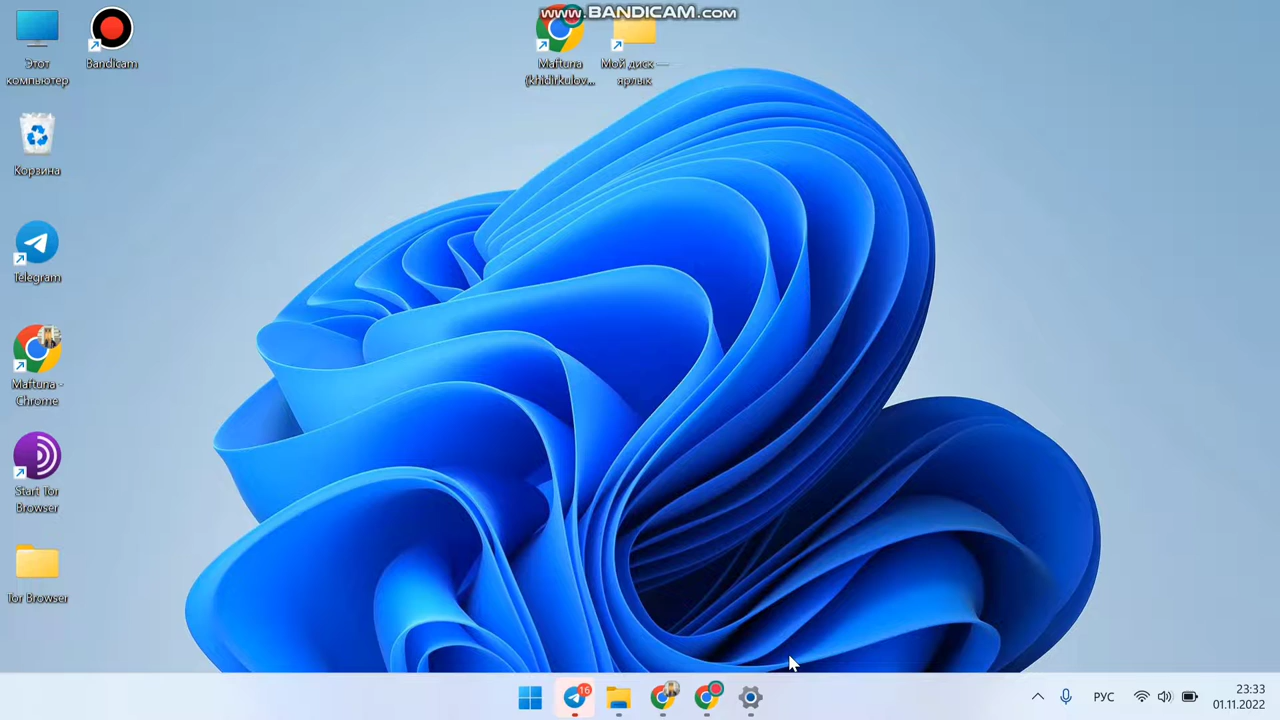 www.BANDICAM.com
Этот
компьютер
Bandicam
Maftuna
(khidirkulov...
Мой диск —
ярлык
Корзина
Telegram
Maftuna -
Chrome
Start Tor
Browser
Tor Browser
16
РУС
23:33
01.11.2022